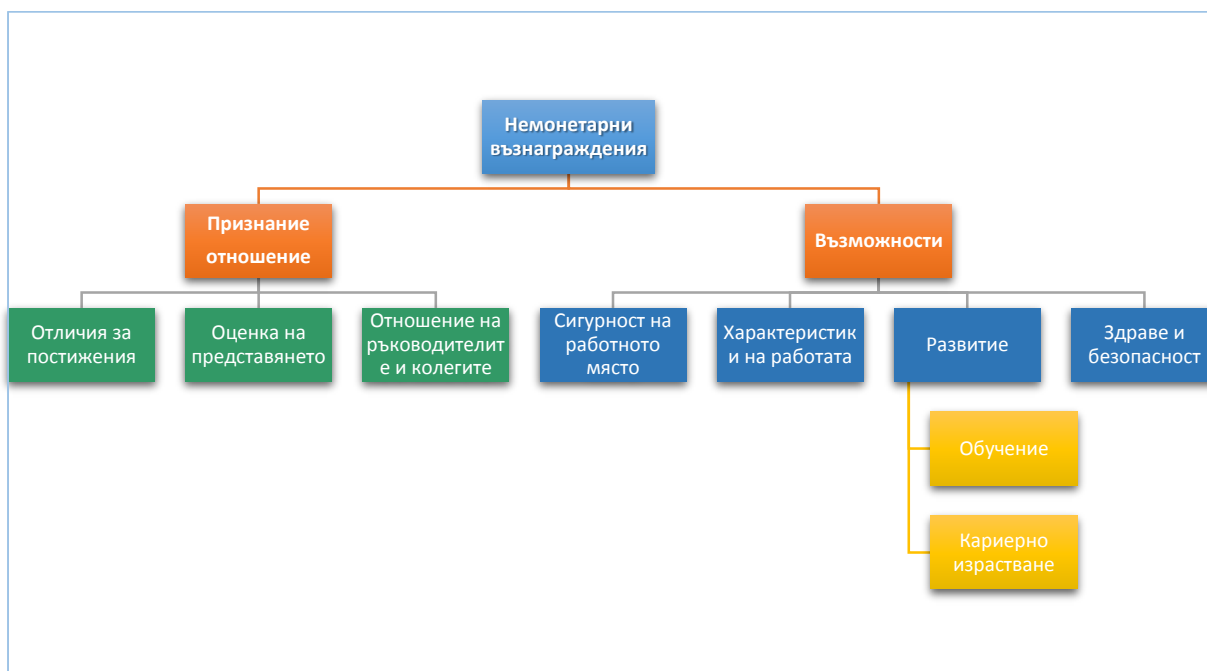 Немонетарни
възнаграждения
Признание
отношение
Възможности
Отличия за
постижения
Оценка на
представянето
Отношение на
ръководителит
е и колегите
Сигурност на
работното
място
Характеристик
и на работата
Развитие
Здраве и
безопасност
Обучение
Кариерно
израстване